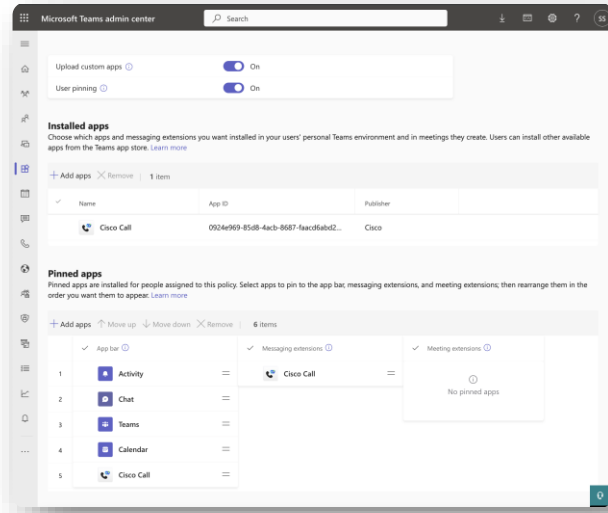 Microsoft Teams admin center
Search
?
SS
Upload custom apps On
User pinning On
Installed apps
Choose which apps and messaging extensions you want installed in your users' personal Teams environment and in meetings they create. Users can install other available
apps from the Teams app store. Learn more
+ Add apps Remove 1 item
Name App ID Publisher
Cisco Call 0924e969-85d8-4acb-8687-faacd6abd2... Cisco
Pinned apps
Pinned apps are installed for people assigned to this policy. Select apps to pin to the app bar, messaging extensions, and meeting extensions; then rearrange them in the
order you want them to appear. Learn more
+ Add apps Move up Move down Remove 6 items
App bar Messaging extensions Meeting extensions
1 Activity Cisco Call
No pinned apps
2 Chat
3 Teams
4 Calendar
5 Cisco Call